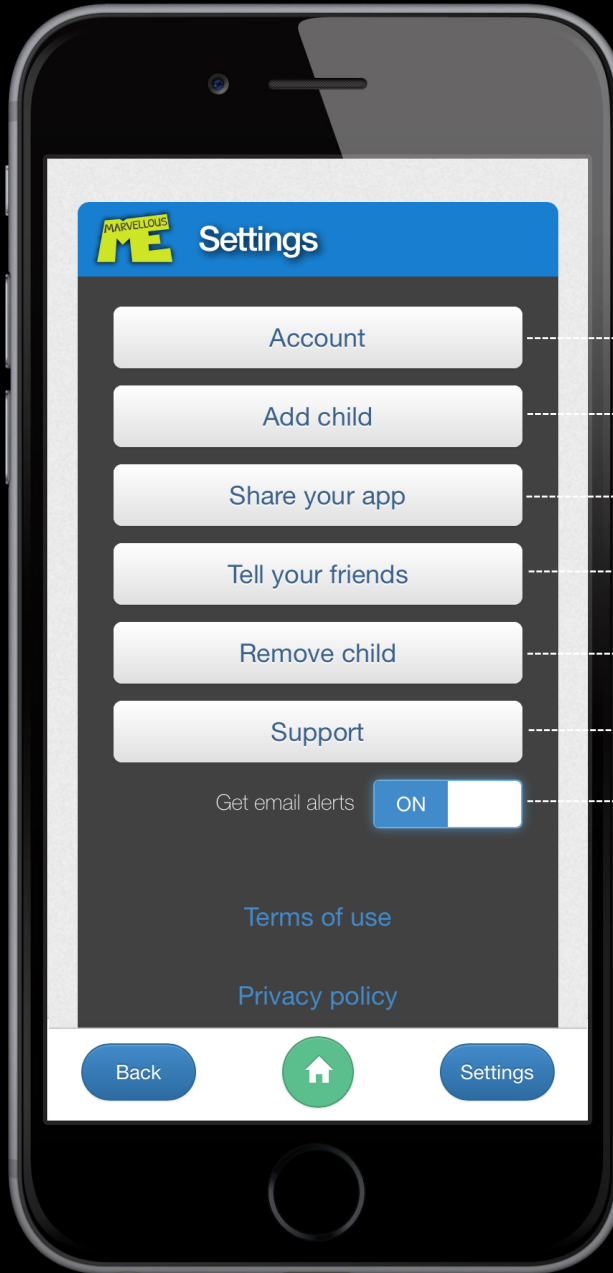 MARVELLOUS
ME
Settings
Account
Add child
Share your app
Tell your friends
Remove child
Support
Get email alerts ON
Terms of use
Privacy policy
Back Settings